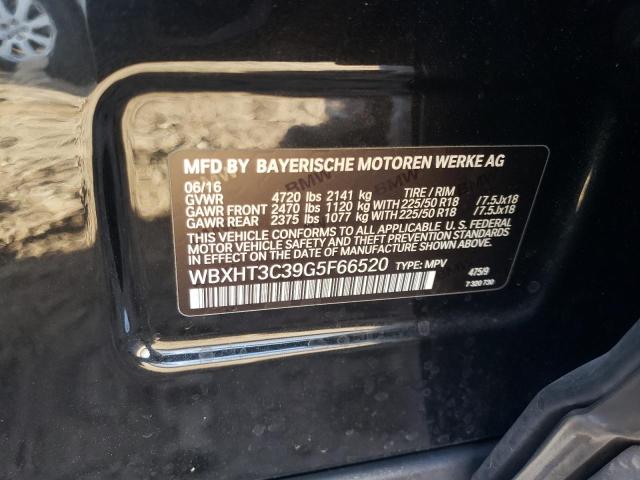 MFD BY BAYERISCHE MOTOREN WERKE AG
06/16
GVWR 4720 lbs 2141 kg TIRE / RIM
GAWR FRONT 2470 lbs 1120 kg WITH 225/50 R18 / 7.5Jx18
GAWR REAR 2375 lbs 1077 kg WITH 225/50 R18 / 7.5Jx18
THIS VEHICLE CONFORMS TO ALL APPLICABLE U.S. FEDERAL
MOTOR VEHICLE SAFETY AND THEFT PREVENTION STANDARDS
IN EFFECT ON THE DATE OF MANUFACTURE SHOWN ABOVE.
WBXHT3C39G5F66520 TYPE: MPV
475/9
7 320 730